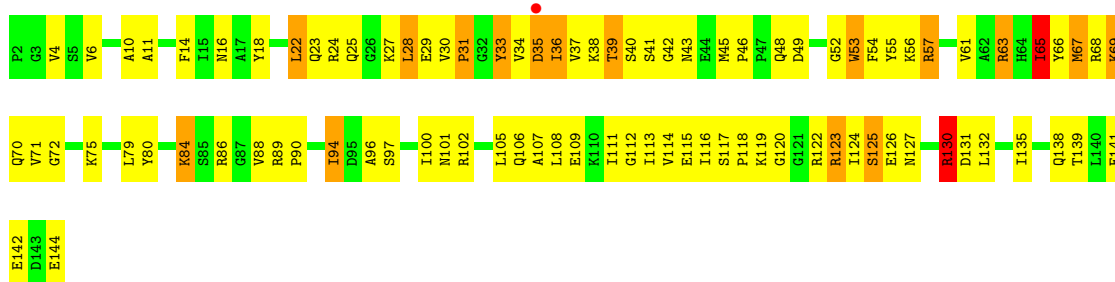 P2 G3 V4 S5 V6 A10 A11 F14 I15 N16 A17 Y18 L22 Q23 R24 Q25 G26 K27 L28 E29 V30 P31 G32 Y33 V34 D35 I36 V37 K38 T39 S40 S41 G42 N43 E44 M45 P46 P47 Q48 D49 G52 W53 F54 Y55 K56 R57 V61 A62 R63 H64 I65 Y66 M67 R68 K69
Q70 V71 G72 K75 L79 Y80 K84 S85 R86 G87 V88 R89 P90 I94 D95 A96 S97 I100 N101 R102 L105 Q106 A107 L108 E109 K110 I111 G112 I113 V114 E115 I116 S117 P118 K119 G120 G121 R122 R123 I124 S125 E126 N127 R130 D131 L132 I135 Q138 T139 L140 E141
E142 D143 E144